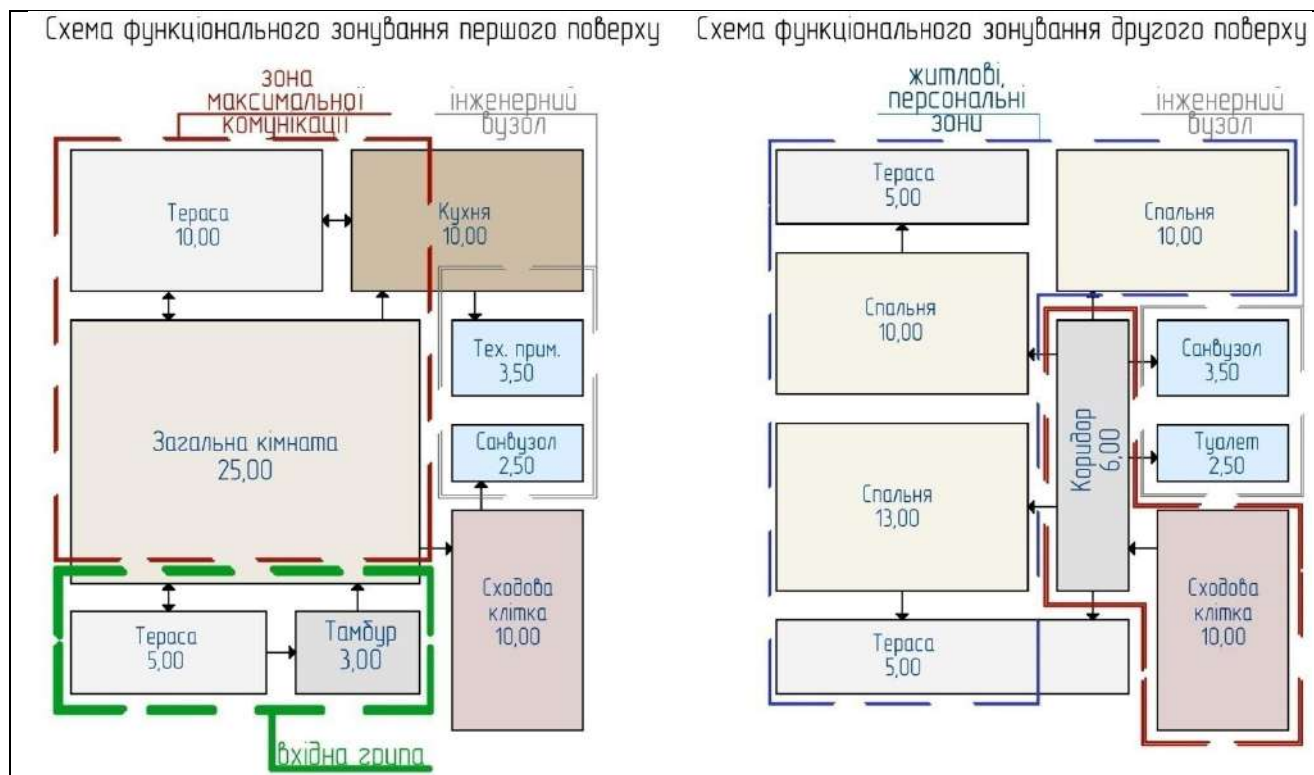 Схема функціонального зонування першого поверху
зона
максимальної
комунікації
інженерний
вузол
Тераса
10,00
Кухня
10,00
Тех. прим.
3,50
Загальна кімната
25,00
Санвузол
2,50
Сходова
клітка
10,00
Тераса
5,00
Тамбур
3,00
вхідна група
Схема функціонального зонування другого поверху
житлові,
персональні
зони
інженерний
вузол
Тераса
5,00
Спальня
10,00
Спальня
10,00
Санвузол
3,50
Коридор
6,00
Туалет
2,50
Спальня
13,00
Сходова
клітка
10,00
Тераса
5,00